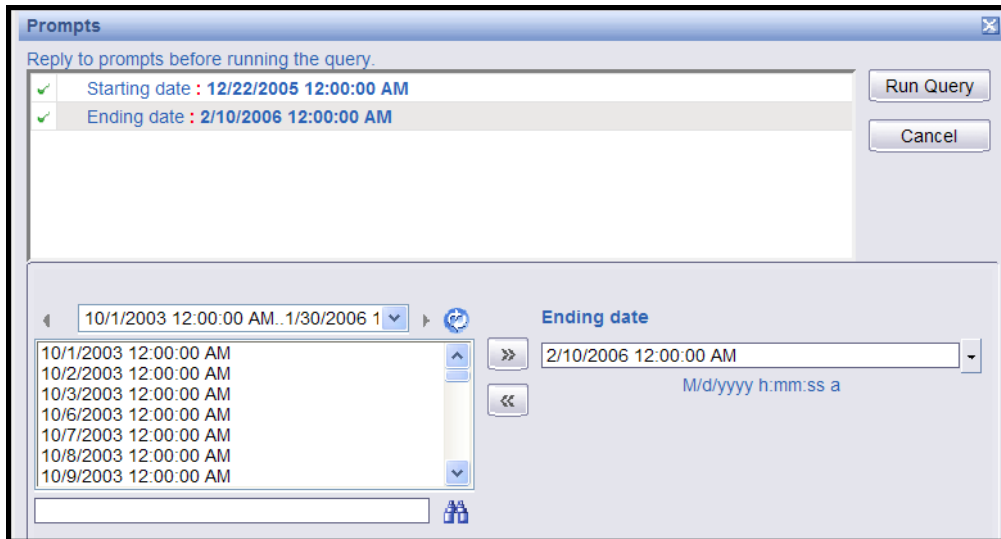 Prompts
Reply to prompts before running the query.
Starting date : 12/22/2005 12:00:00 AM
Ending date : 2/10/2006 12:00:00 AM
Run Query
Cancel
10/1/2003 12:00:00 AM..1/30/2006 1
10/1/2003 12:00:00 AM
10/2/2003 12:00:00 AM
10/3/2003 12:00:00 AM
10/6/2003 12:00:00 AM
10/7/2003 12:00:00 AM
10/8/2003 12:00:00 AM
10/9/2003 12:00:00 AM
Ending date
2/10/2006 12:00:00 AM
M/d/yyyy h:mm:ss a